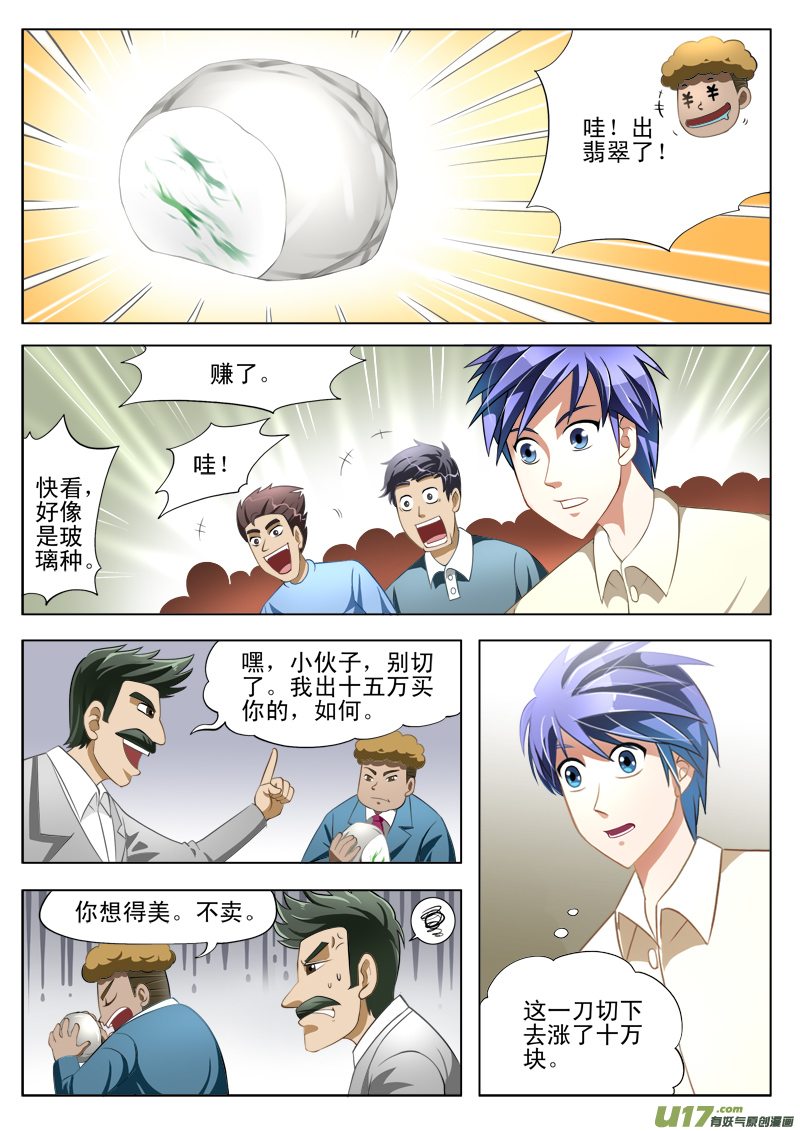 哇！出
翡翠了！
赚了。
哇！
快看，
好像
是玻
璃种。
嘿，小伙子，别切
了。我出十五万买
你的，如何。
你想得美。不卖。
这一刀切下
去涨了十万
块。
U17.com
有妖气原创漫画